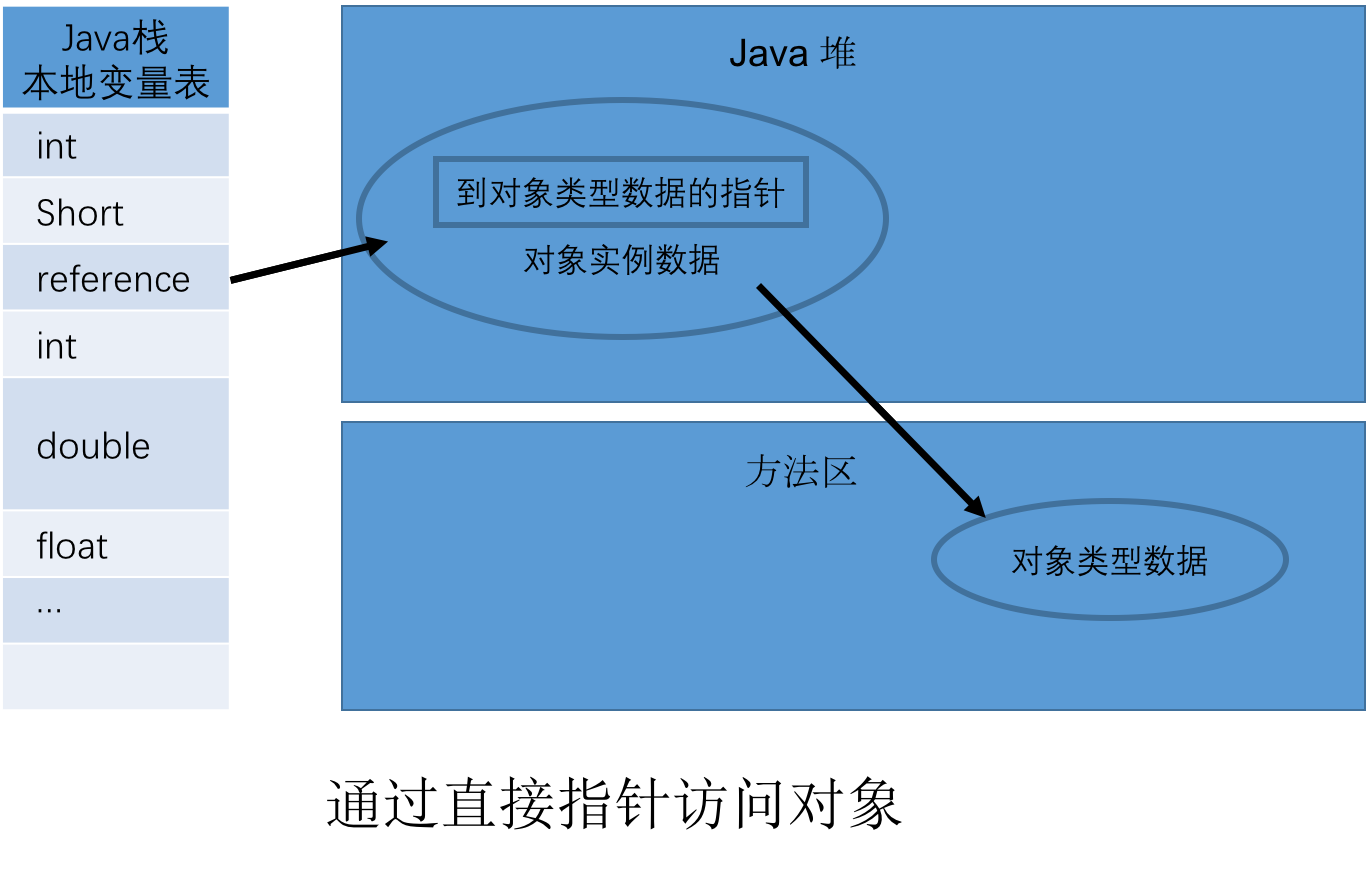 Java栈
本地变量表
int
Short
reference
int
double
float
...
Java 堆
到对象类型数据的指针
对象实例数据
方法区
对象类型数据
通过直接指针访问对象